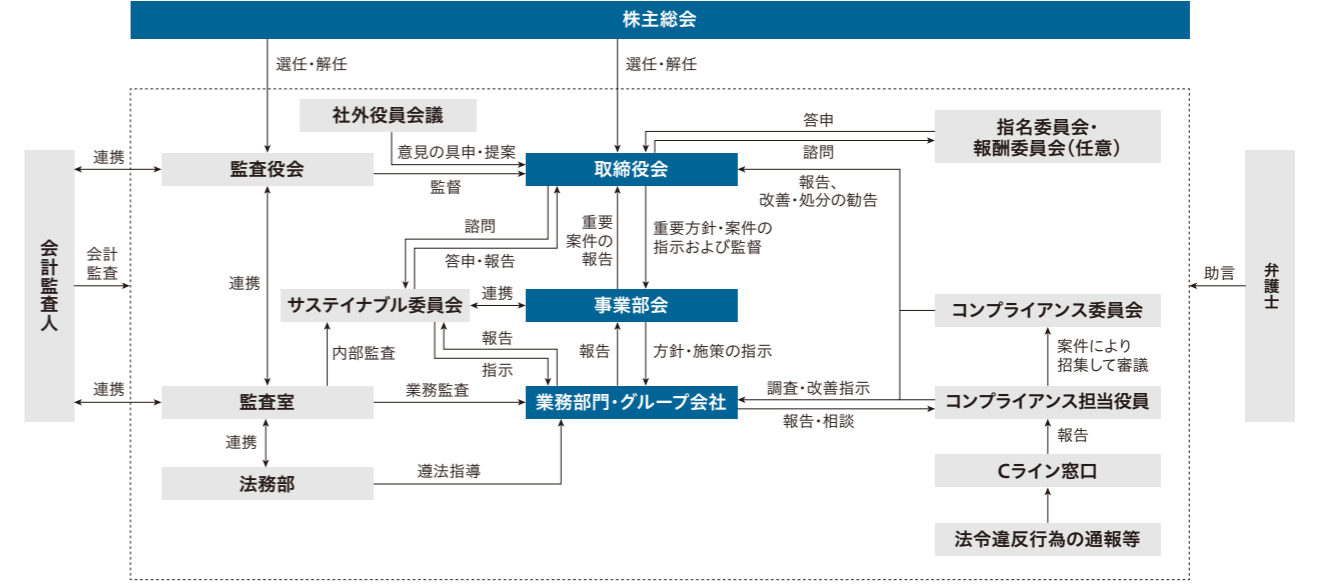 株主総会
選任・解任
選任・解任
社外役員会議
答申
指名委員会・
報酬委員会（任意）
諮問
連携
監査役会
意見の具申・提案
取締役会
監督
報告、
改善・処分の勧告
会計監査人
会計
監査
連携
諮問
答申・報告
重要
案件の
報告
重要方針・案件の
指示および監督
助言
弁護士
サステイナブル委員会
連携
事業部会
コンプライアンス委員会
内部監査
報告
指示
報告
方針・施策の指示
案件により
招集して審議
連携
監査室
業務監査
業務部門・グループ会社
調査・改善指示
報告・相談
コンプライアンス担当役員
連携
報告
法務部
遵法指導
Cライン窓口
法令違反行為の通報等